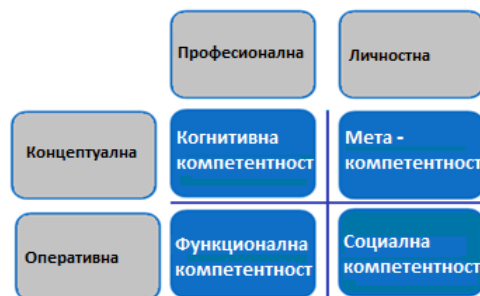 Професионална
Личностна
Концептуална
Когнитивна
компетентност
Мета -
компетентност
Оперативна
Функционална
компетентност
Социална
компетентност